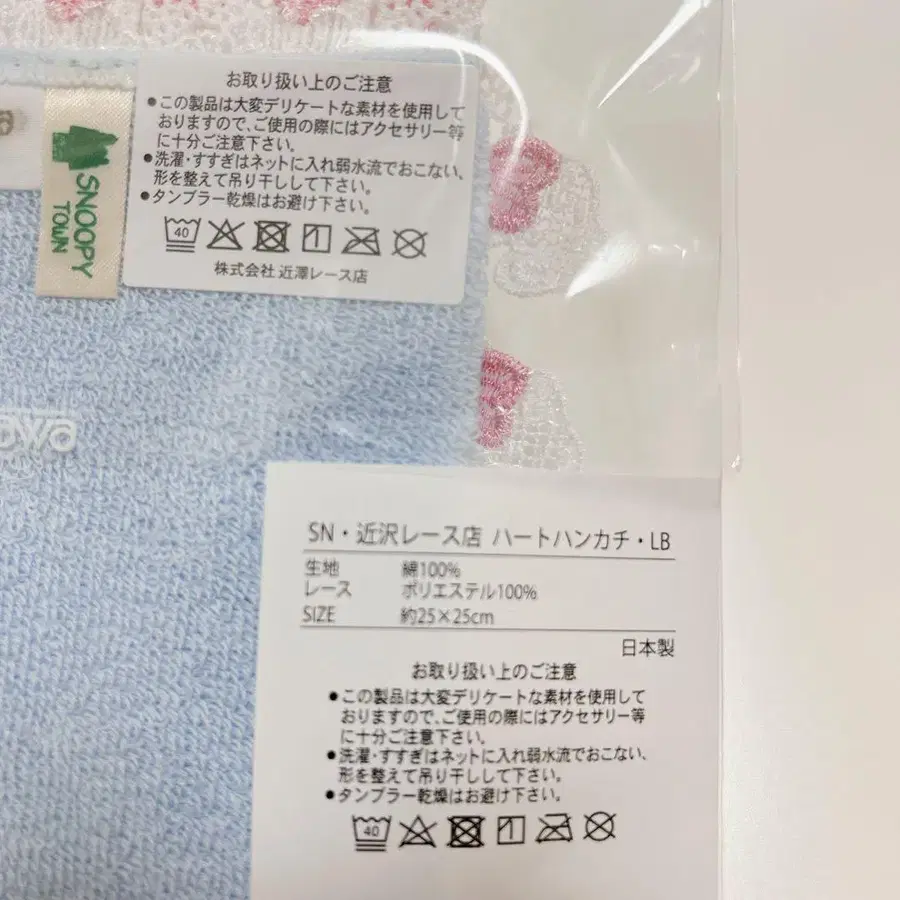 お取り扱い上のご注意
●この製品は大変デリケートな素材を使用して
おりますので、ご使用の際にはアクセサリー等
に十分ご注意下さい。
●洗濯・すすぎはネットに入れ弱水流でおこない、
形を整えて吊り干しして下さい。
●タンブラー乾燥はお避け下さい。
40
株式会社 近澤レース店
SNOOPY
TOWN
awa
SN・近沢レース店 ハートハンカチ・LB
生地 綿100%
レース ポリエステル100%
SIZE 約25×25cm
日本製
お取り扱い上のご注意
●この製品は大変デリケートな素材を使用して
おりますので、ご使用の際にはアクセサリー等
に十分ご注意下さい。
●洗濯・すすぎはネットに入れ弱水流でおこない、
形を整えて吊り干しして下さい。
●タンブラー乾燥はお避け下さい。
40